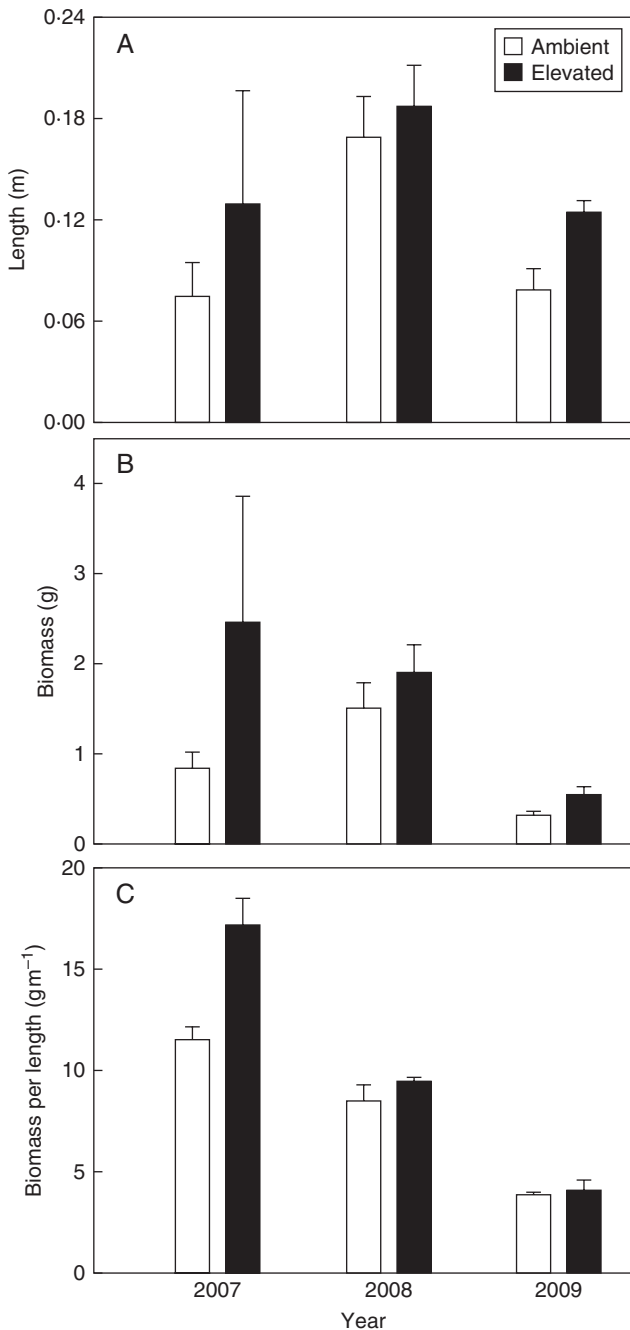 A
Ambient
Elevated
0·24
0·18
0·12
0·06
0·00
Length (m)
B
4
3
2
1
0
Biomass (g)
C
20
15
10
5
0
Biomass per length (gm⁻¹)
2007 2008 2009
Year